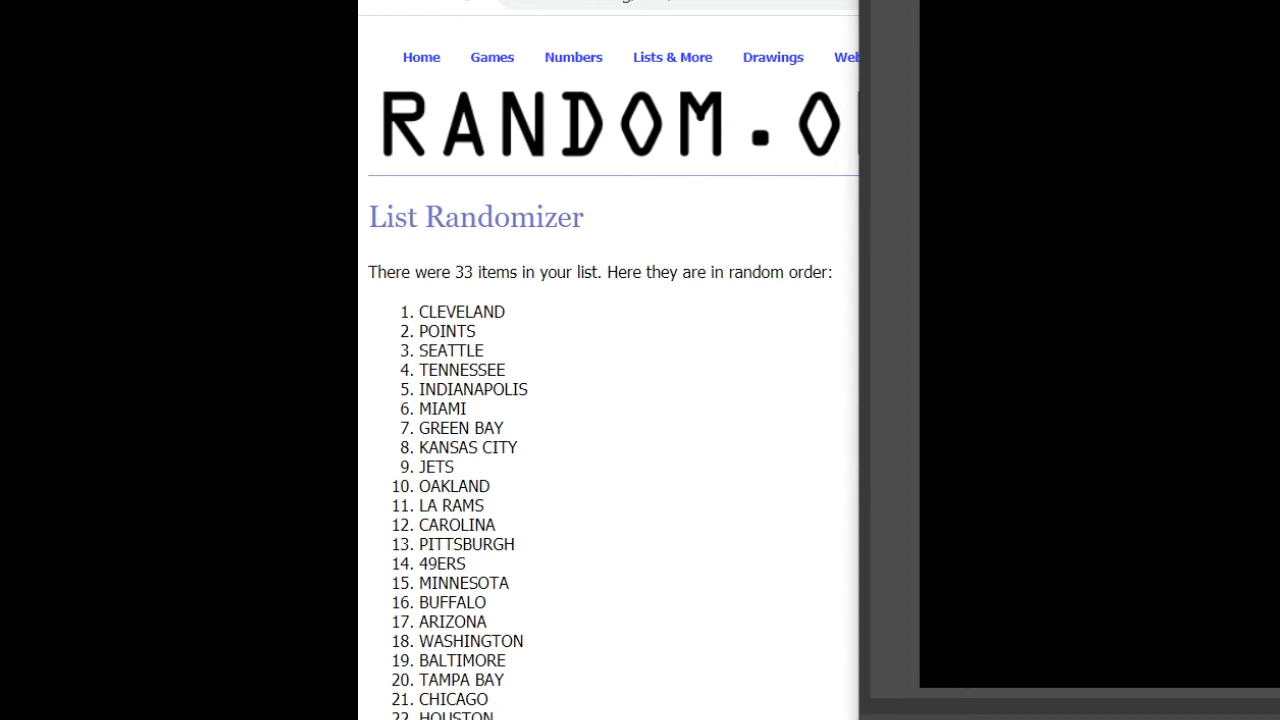 Home Games Numbers Lists & More Drawings Web
RANDOM.O
List Randomizer
There were 33 items in your list. Here they are in random order:
1. CLEVELAND
2. POINTS
3. SEATTLE
4. TENNESSEE
5. INDIANAPOLIS
6. MIAMI
7. GREEN BAY
8. KANSAS CITY
9. JETS
10. OAKLAND
11. LA RAMS
12. CAROLINA
13. PITTSBURGH
14. 49ERS
15. MINNESOTA
16. BUFFALO
17. ARIZONA
18. WASHINGTON
19. BALTIMORE
20. TAMPA BAY
21. CHICAGO
22. HOUSTON